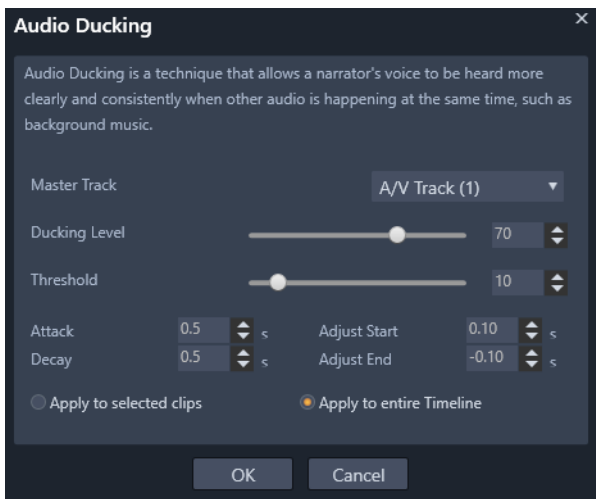 Audio Ducking
Audio Ducking is a technique that allows a narrator's voice to be heard more
clearly and consistently when other audio is happening at the same time, such as
background music.
Master Track A/V Track (1)
Ducking Level 70
Threshold 10
Attack 0.5 s Adjust Start 0.10 s
Decay 0.5 s Adjust End -0.10 s
Apply to selected clips Apply to entire Timeline
OK Cancel